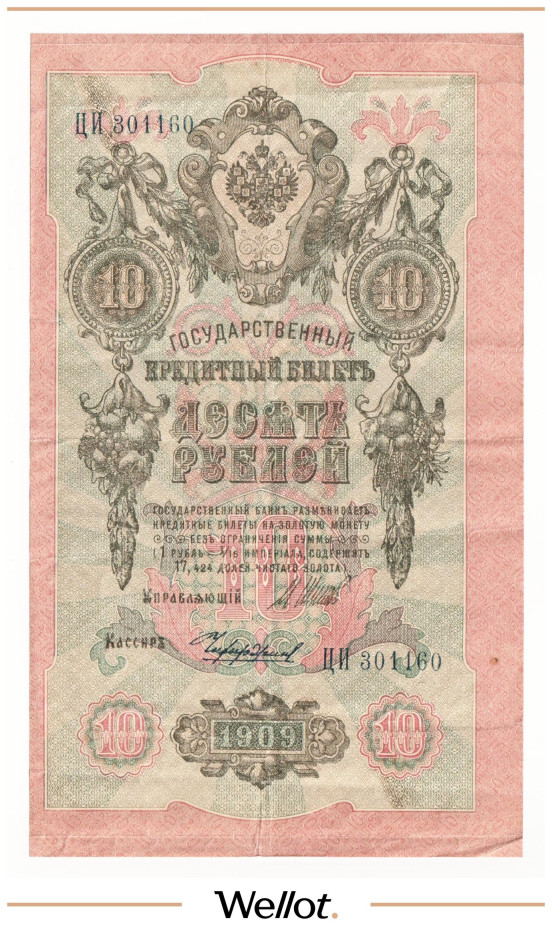 ЦИ 301160
10 10
ГОСУДАРСТВЕННЫЙ
КРЕДИТНЫЙ БИЛЕТЪ
ДЕСЯТЬ
РУБЛЕЙ
ГОСУДАРСТВЕННЫЙ БАНКЪ РАЗМѢНИВАЕТЪ
КРЕДИТНЫЕ БИЛЕТЫ НА ЗОЛОТУЮ МОНЕТУ
БЕЗЪ ОГРАНИЧЕНІЯ СУММЫ
(1 РУБЛЬ = 1/15 ИМПЕРІАЛА, СОДЕРЖИТЪ
17,424 ДОЛЕЙ ЧИСТАГО ЗОЛОТА).
10
УПРАВЛЯЮЩІЙ
Кассиръ
ЦИ 301160
10 1909 10
Wellot.